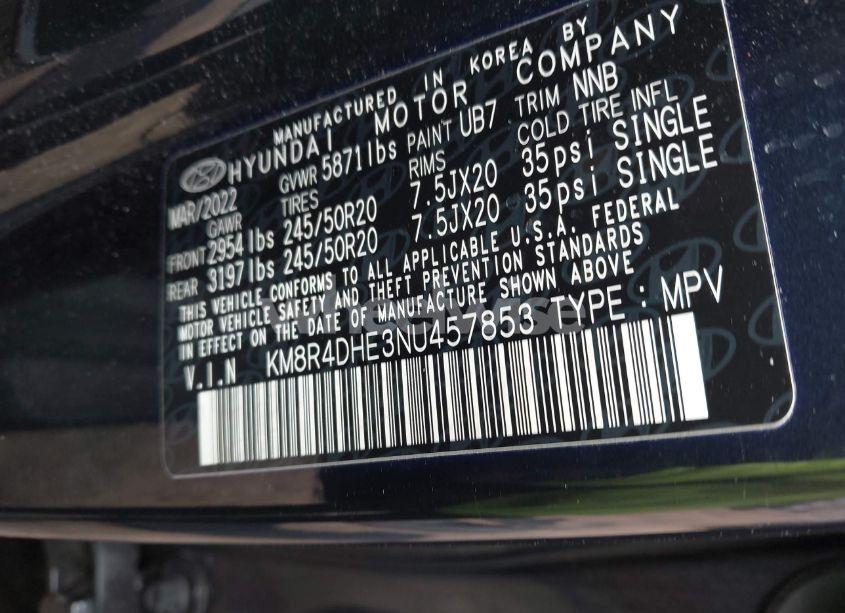 MANUFACTURED IN KOREA BY
HYUNDAI MOTOR COMPANY
MAR/2022 GVWR 5871lbs PAINT UB7 TRIM NNB
GAWR TIRES RIMS COLD TIRE INFL
FRONT 2954 lbs 245/50R20 7.5JX20 35psi SINGLE
REAR 3197 lbs 245/50R20 7.5JX20 35psi SINGLE
THIS VEHICLE CONFORMS TO ALL APPLICABLE U.S.A. FEDERAL
MOTOR VEHICLE SAFETY AND THEFT PREVENTION STANDARDS
IN EFFECT ON THE DATE OF MANUFACTURE SHOWN ABOVE
V.I.N KM8R4DHE3NU457853 TYPE : MPV